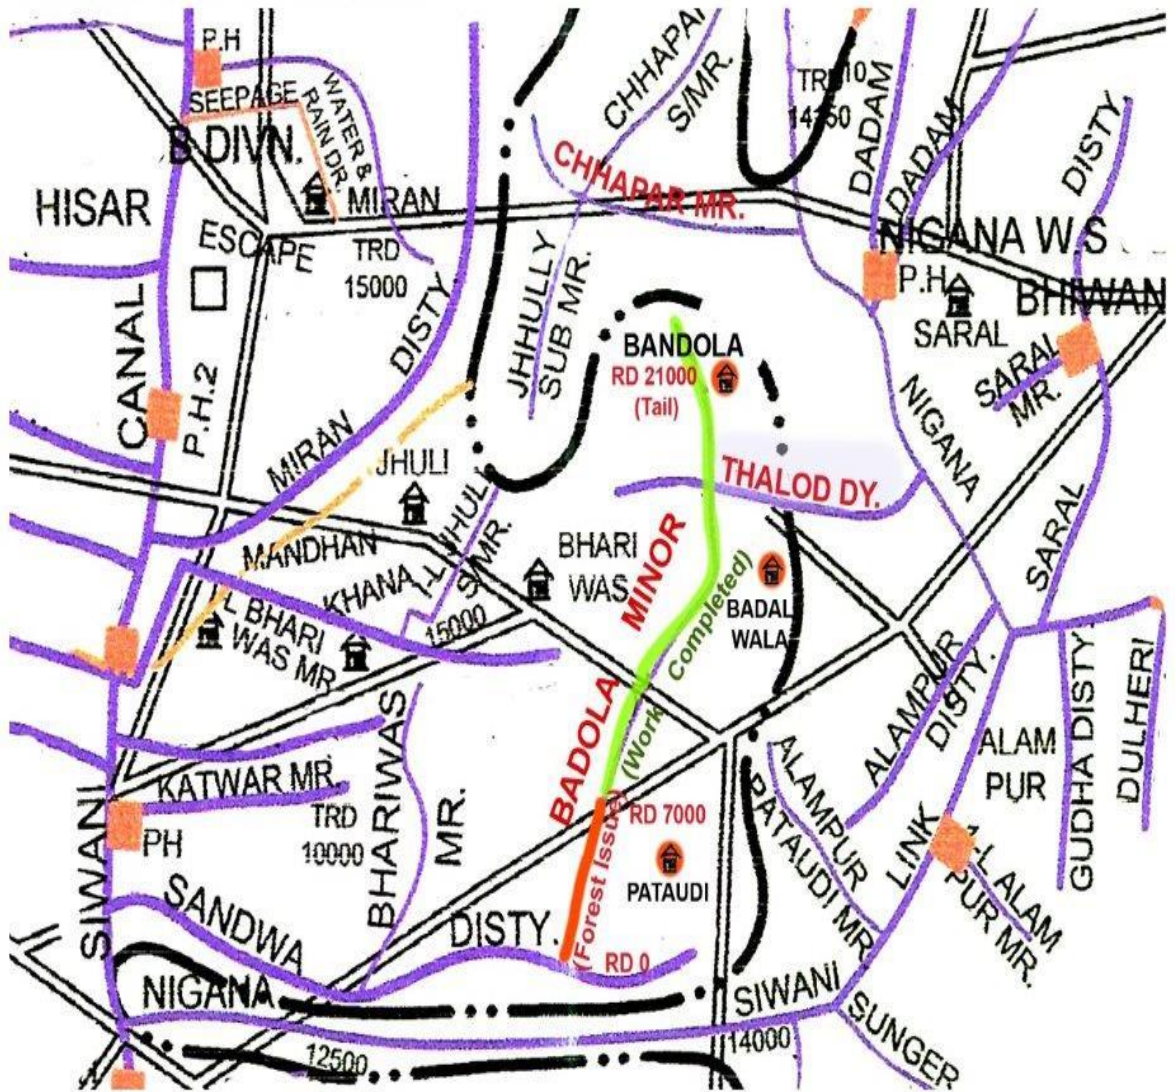 P.H
SEEPAGE
WATER &
RAIN DR.
B DIVN.
HISAR
MIRAN
ESCAPE
TRD
15000
CHHAPAR MR.
S/MR.
TRD
DADAM
DADAM
DISTY
NIGANA W S
P.H
BHIWAN
SARAL
SARAL
MR.
CANAL
P.H.2
DISTY
MIRAN
JHHULLY
SUB MR.
BANDOLA
RD 21000
(Tail)
NIGANA
THALOD DY.
SARAL
JHULI
MANDHAN
KHANA
S/MR.
BHARI
WAS
MINOR
BADAL
WALA
BADOLA
(Work Completed)
L BHARI
WAS MR
15000
ALAMPUR
DISTY.
ALAM
PUR
GUDHA DISTY
DULHERI
KATWAR MR.
TRD
10000
PH
BHARIWAS
MR.
RD 7000
(Forest Issue)
PATAUDI
ALAMPUR
PATAUDI MR
LINK
1-L ALAM
PUR MR.
SIWANI
SANDWA
DISTY.
RD 0
NIGANA
SIWANI
14000
SUNGER
12500